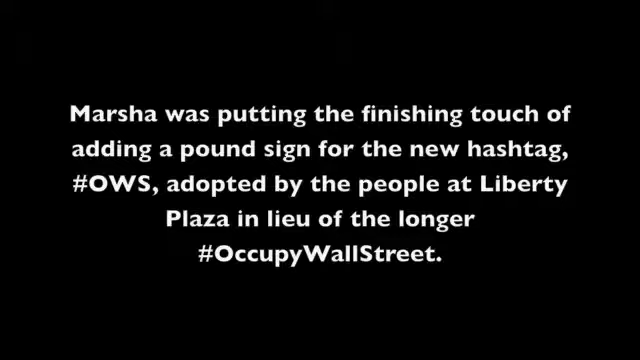 Marsha was putting the finishing touch of
adding a pound sign for the new hashtag,
#OWS, adopted by the people at Liberty
Plaza in lieu of the longer
#OccupyWallStreet.